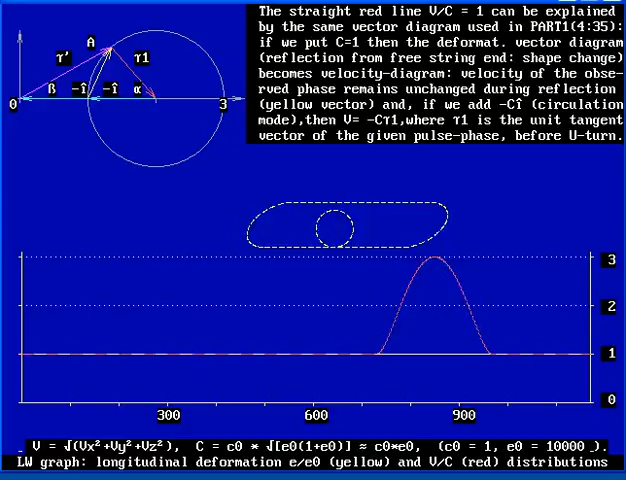 The straight red line V/C = 1 can be explained
by the same vector diagram used in PART1(4:35):
if we put C=1 then the deformat. vector diagram
(reflection from free string end: shape change)
becomes velocity-diagram: velocity of the obse-
rved phase remains unchanged during reflection
(yellow vector) and, if we add -Cî (circulation
mode),then V= -Cτ1,where τ1 is the unit tangent
vector of the given pulse-phase, before U-turn.
Â
τ' τ1
ß -î -î α
0 3
3
2
1
0
300 600 900
V = √(Vx²+Vy²+Vz²), C = c0 * √[e0(1+e0)] ≈ c0*e0, (c0 = 1, e0 = 10000 ).
LW graph: longitudinal deformation e/e0 (yellow) and V/C (red) distributions